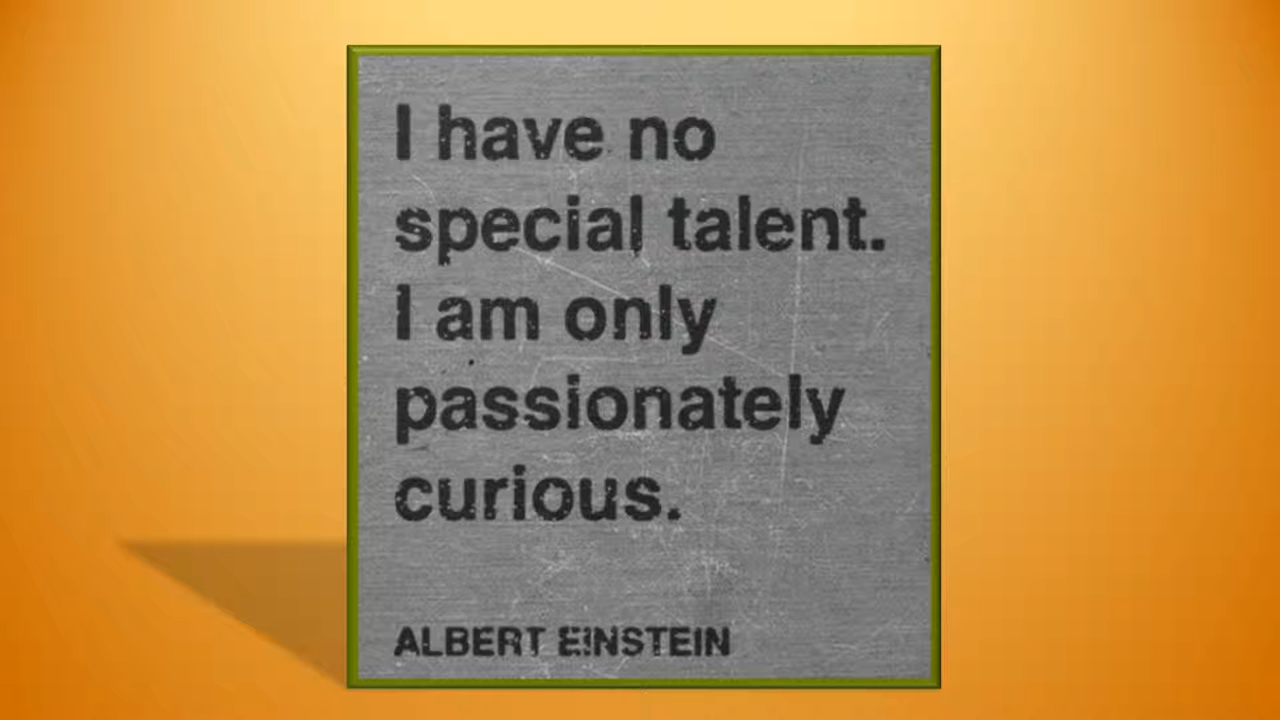 I have no
special talent.
I am only
passionately
curious.
ALBERT EINSTEIN